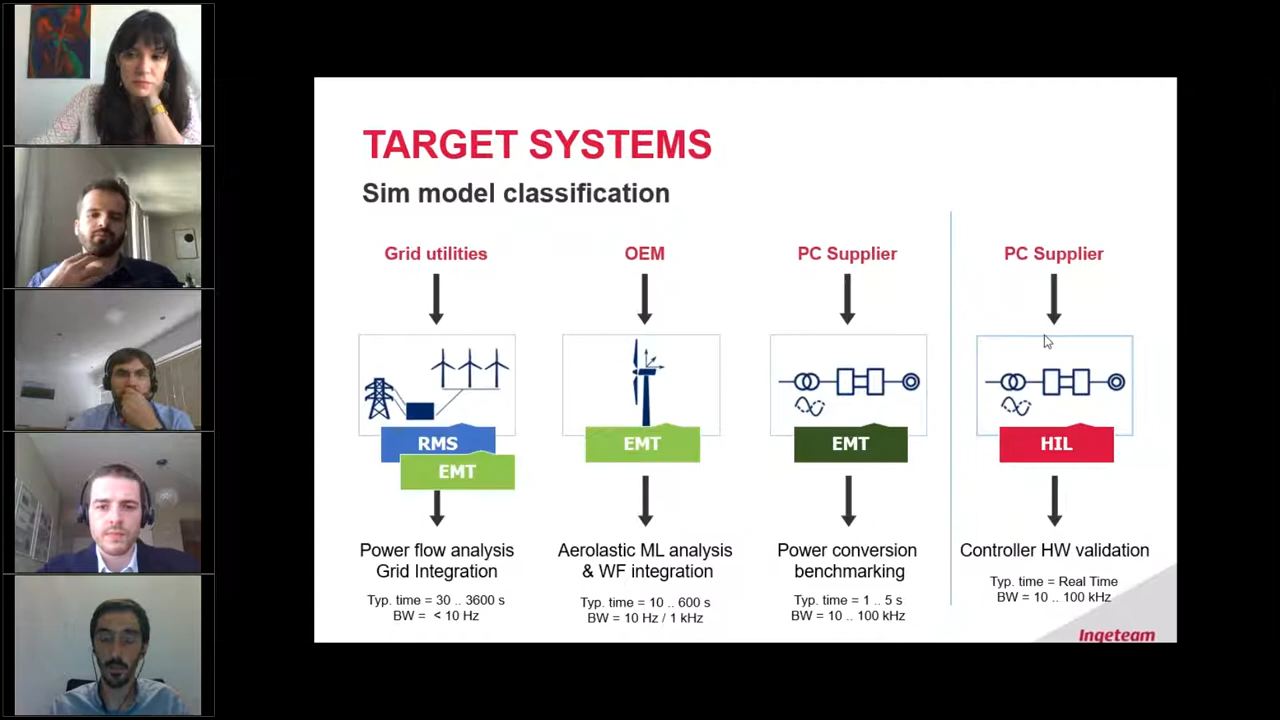 TARGET SYSTEMS
Sim model classification
Grid utilities
RMS
EMT
Power flow analysis
Grid Integration
Typ. time = 30 .. 3600 s
BW = < 10 Hz
OEM
EMT
Aerolastic ML analysis
& WF integration
Typ. time = 10 .. 600 s
BW = 10 Hz / 1 kHz
PC Supplier
EMT
Power conversion
benchmarking
Typ. time = 1 .. 5 s
BW = 10 .. 100 kHz
PC Supplier
HIL
Controller HW validation
Typ. time = Real Time
BW = 10 .. 100 kHz
Ingeteam